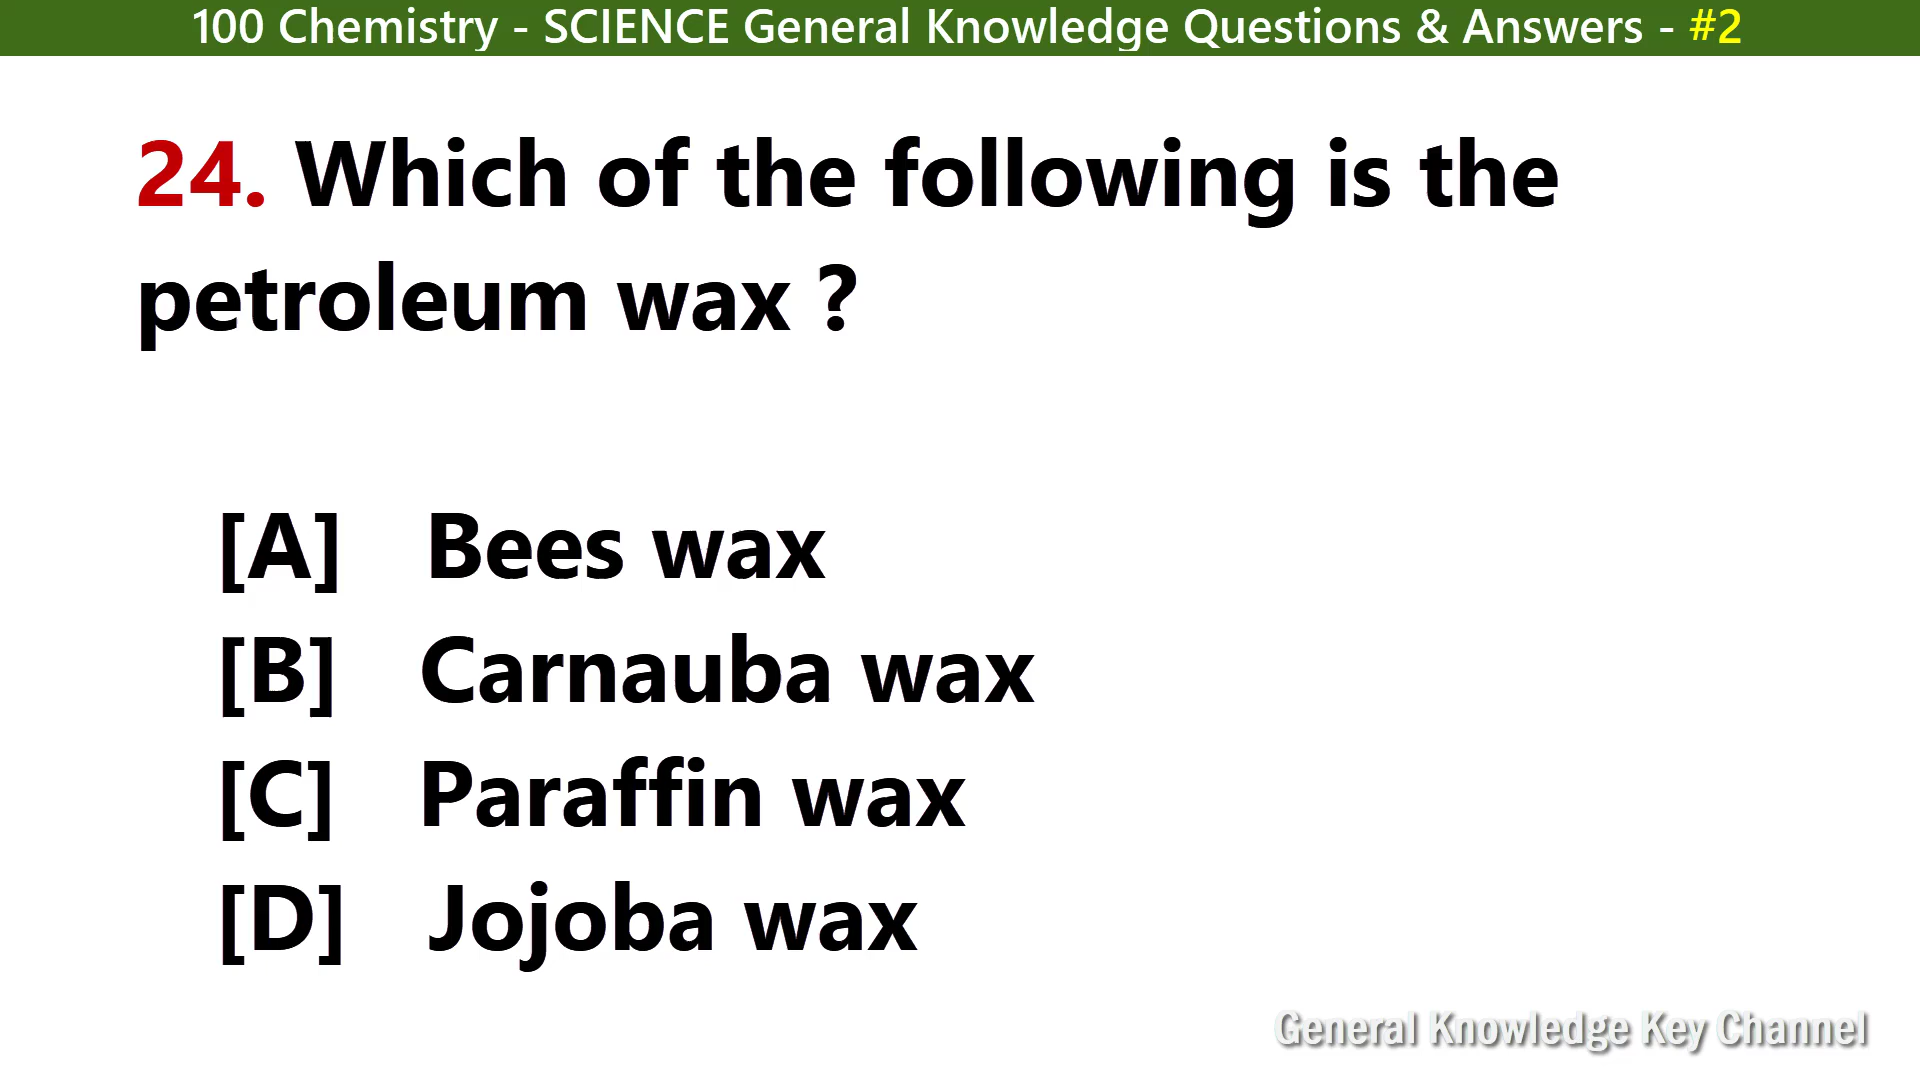 100 Chemistry - SCIENCE General Knowledge Questions & Answers - #2
24. Which of the following is the
petroleum wax ?
[A] Bees wax
[B] Carnauba wax
[C] Paraffin wax
[D] Jojoba wax
General Knowledge Key Channel